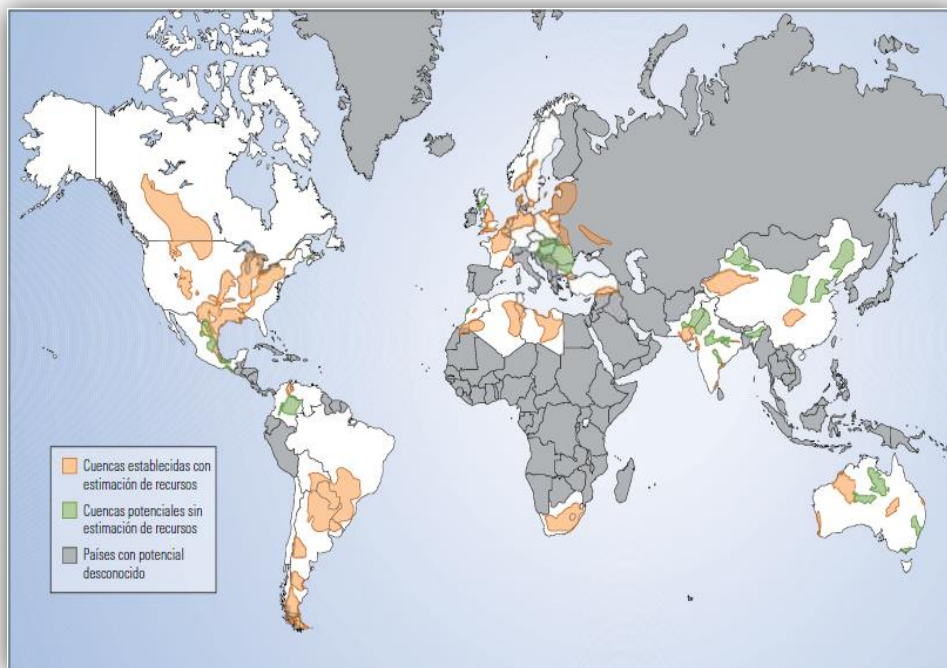 Cuencas establecidas con
estimación de recursos
Cuencas potenciales sin
estimación de recursos
Países con potencial
desconocido